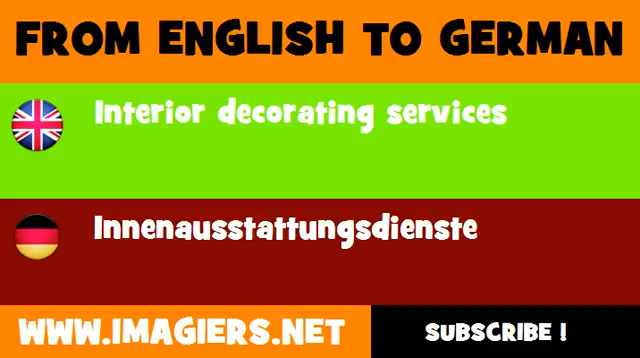 FROM ENGLISH TO GERMAN
Interior decorating services
Innenausstattungsdienste
WWW.IMAGIERS.NET
SUBSCRIBE !